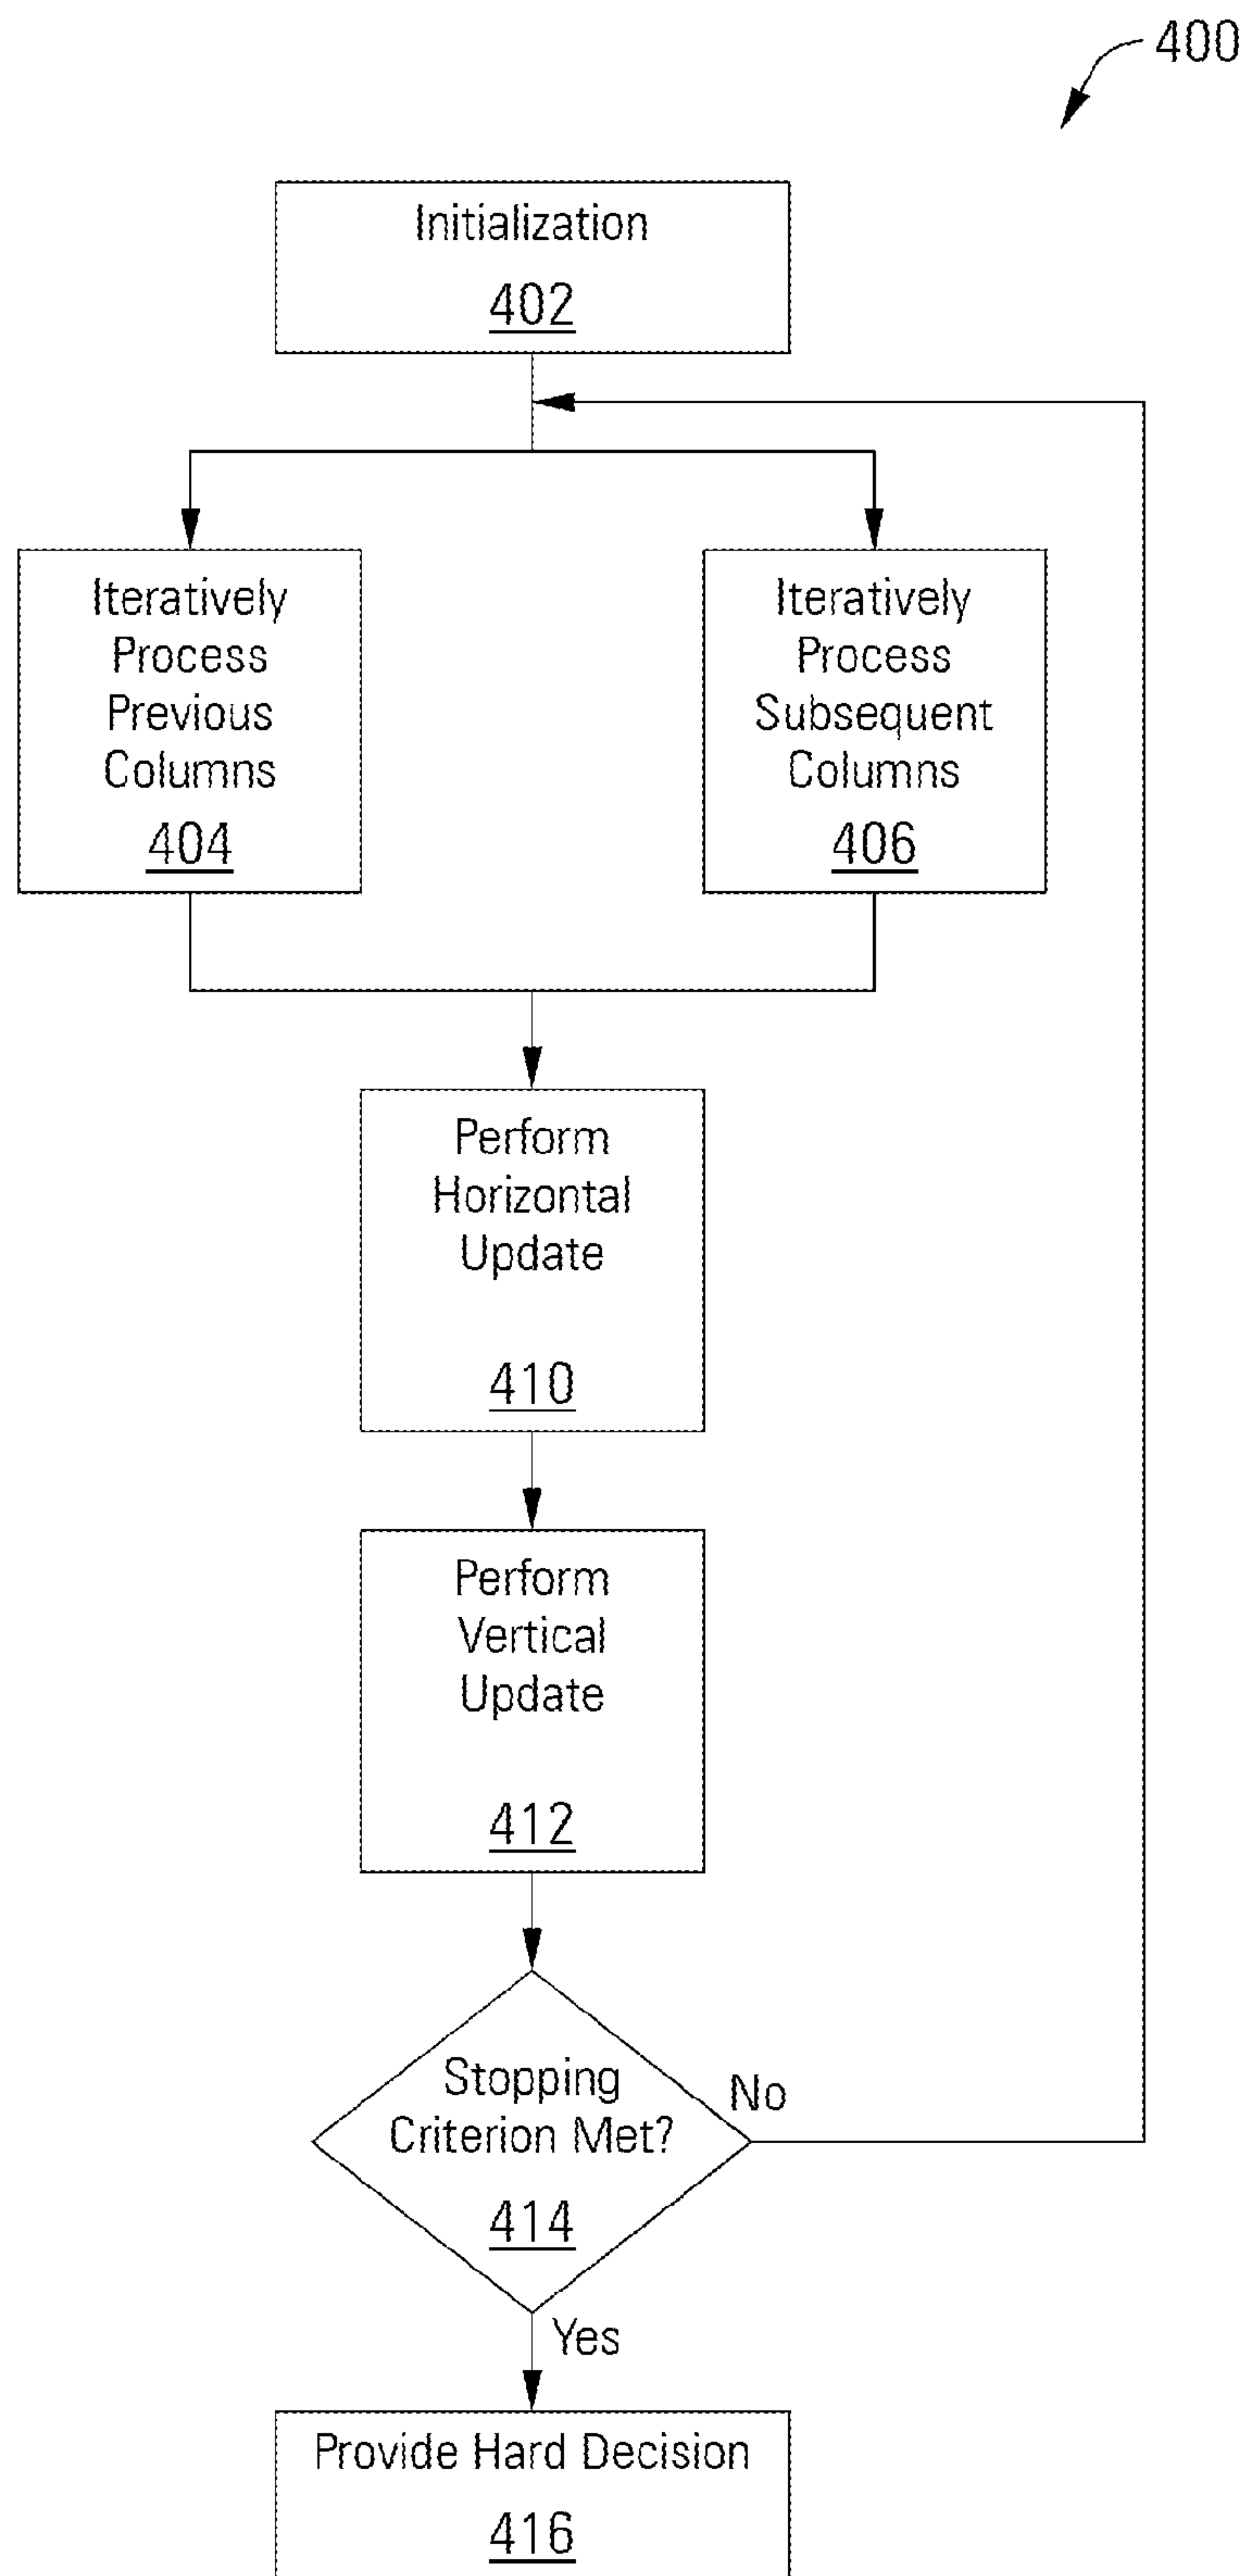 400
Initialization
402
Iteratively
Process
Previous
Columns
404
Iteratively
Process
Subsequent
Columns
406
Perform
Horizontal
Update
410
Perform
Vertical
Update
412
Stopping
Criterion Met?
414
No
Yes
Provide Hard Decision
416